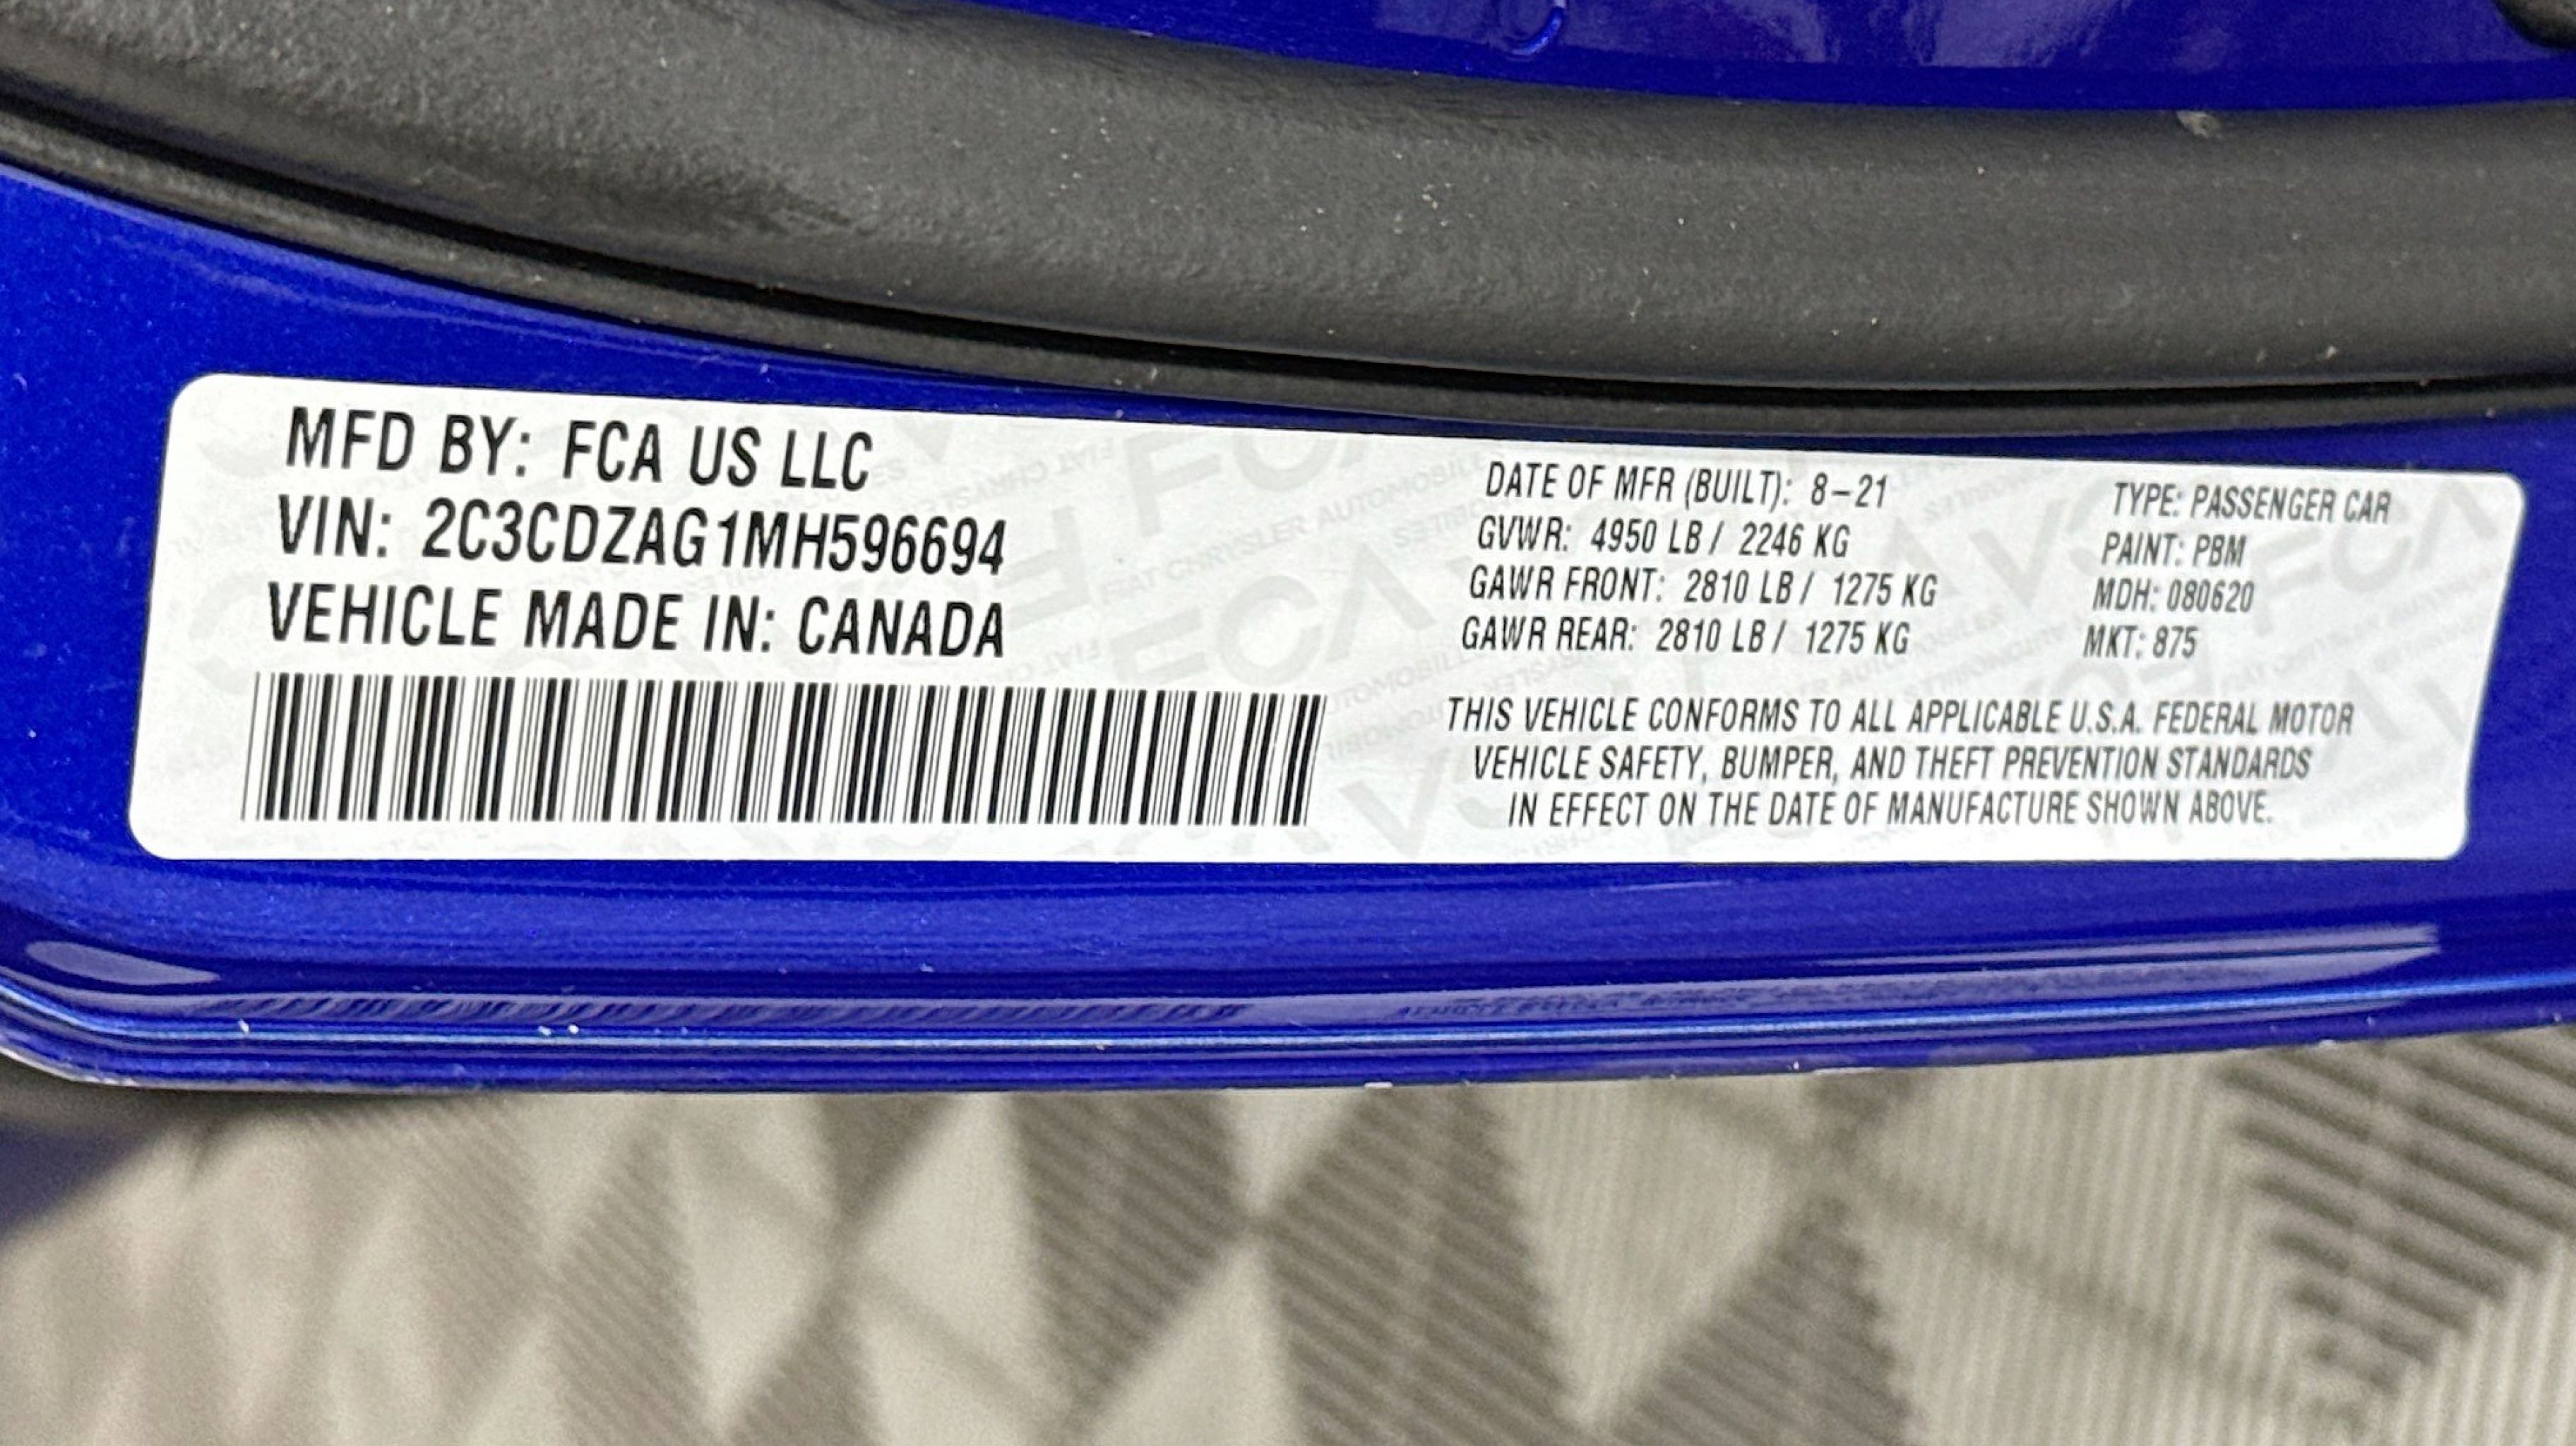 MFD BY: FCA US LLC
VIN: 2C3CDZAG1MH596694
VEHICLE MADE IN: CANADA
DATE OF MFR (BUILT): 8-21
GVWR: 4950 LB / 2246 KG
GAWR FRONT: 2810 LB / 1275 KG
GAWR REAR: 2810 LB / 1275 KG
TYPE: PASSENGER CAR
PAINT: PBM
MDH: 080620
MKT: 875
THIS VEHICLE CONFORMS TO ALL APPLICABLE U.S.A. FEDERAL MOTOR
VEHICLE SAFETY, BUMPER, AND THEFT PREVENTION STANDARDS
IN EFFECT ON THE DATE OF MANUFACTURE SHOWN ABOVE.